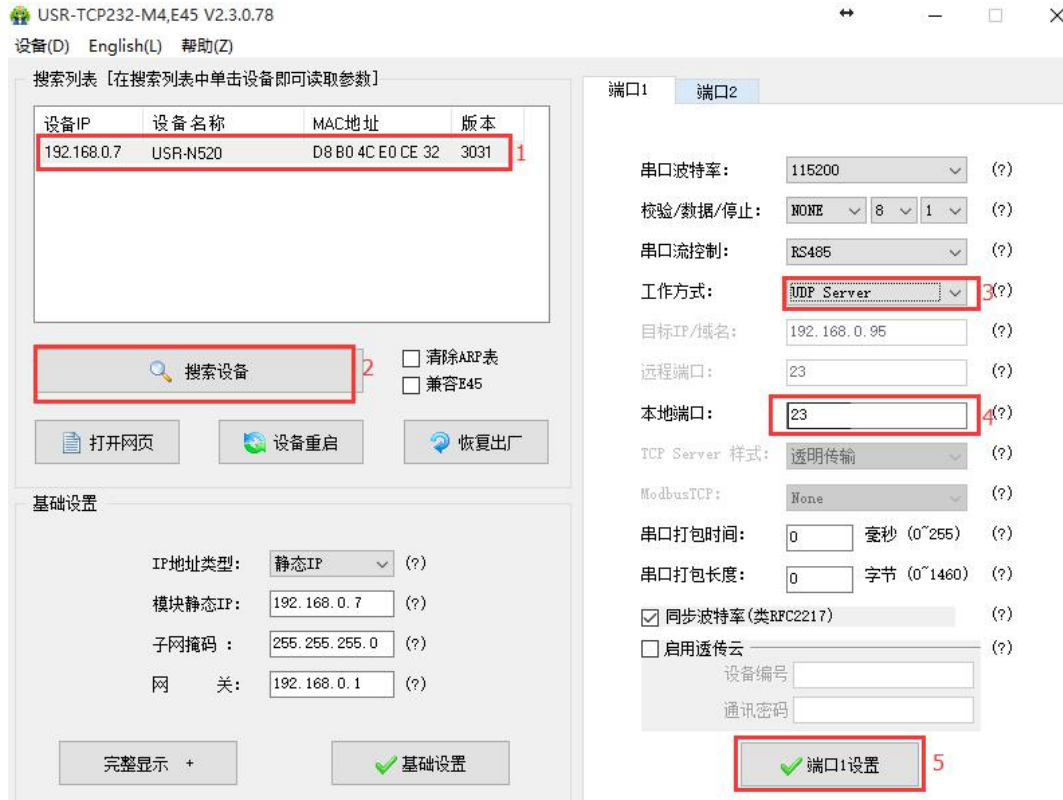 USR-TCP232-M4,E45 V2.3.0.78
设备(D) English(L) 帮助(Z)
搜索列表 [在搜索列表中单击设备即可读取参数]
设备IP 设备名称 MAC地址 版本
192.168.0.7 USR-N520 D8 B0 4C E0 CE 32 3031 1
搜索设备 2
清除ARP表
兼容E45
打开网页 设备重启 恢复出厂
基础设置
IP地址类型: 静态IP (?)
模块静态IP: 192.168.0.7 (?)
子网掩码 : 255.255.255.0 (?)
网 关: 192.168.0.1 (?)
完整显示 + 基础设置
端口1 端口2
串口波特率: 115200 (?)
校验/数据/停止: NONE 8 1 (?)
串口流控制: RS485 (?)
工作方式: UDP Server 3 (?)
目标IP/域名: 192.168.0.95 (?)
远程端口: 23 (?)
本地端口: 23 4 (?)
TCP Server 样式: 透明传输 (?)
ModbusTCP: None (?)
串口打包时间: 0 毫秒 (0~255) (?)
串口打包长度: 0 字节 (0~1460) (?)
同步波特率(类RFC2217) (?)
启用透传云 (?)
设备编号
通讯密码
端口1设置 5